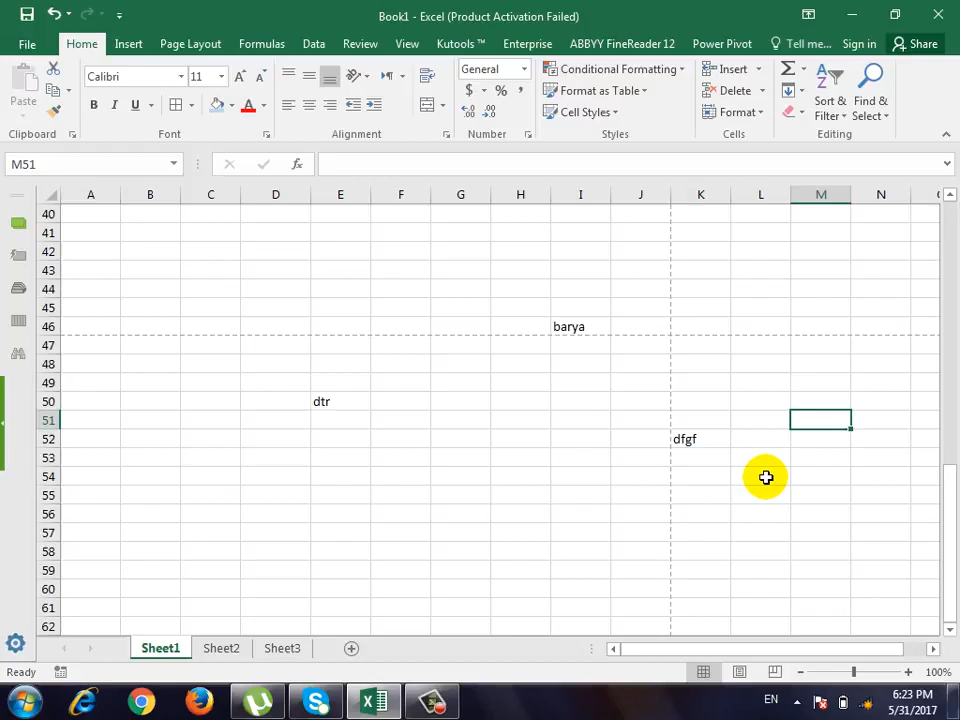 Book1 - Excel (Product Activation Failed)
File Home Insert Page Layout Formulas Data Review View Kutools ™ Enterprise ABBYY FineReader 12 Power Pivot Tell me... Sign in Share
Calibri 11 General Conditional Formatting Insert
Paste Format as Table Delete Sort & Find &
$ % , Cell Styles Format Filter Select
Clipboard Font Alignment Number Styles Cells Editing
M51 fx
A B C D E F G H I J K L M N
40
41
42
43
44
45
46 barya
47
48
49
50 dtr
51
52 dfgf
53
54
55
56
57
58
59
60
61
62
Sheet1 Sheet2 Sheet3
Ready 100%
EN 6:23 PM
5/31/2017